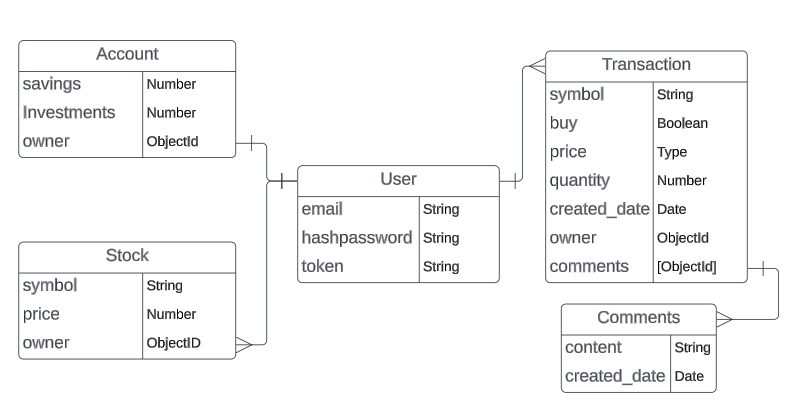 Account
savings Number
Investments Number
owner ObjectId
Stock
symbol String
price Number
owner ObjectID
User
email String
hashpassword String
token String
Transaction
symbol String
buy Boolean
price Type
quantity Number
created_date Date
owner ObjectId
comments [ObjectId]
Comments
content String
created_date Date